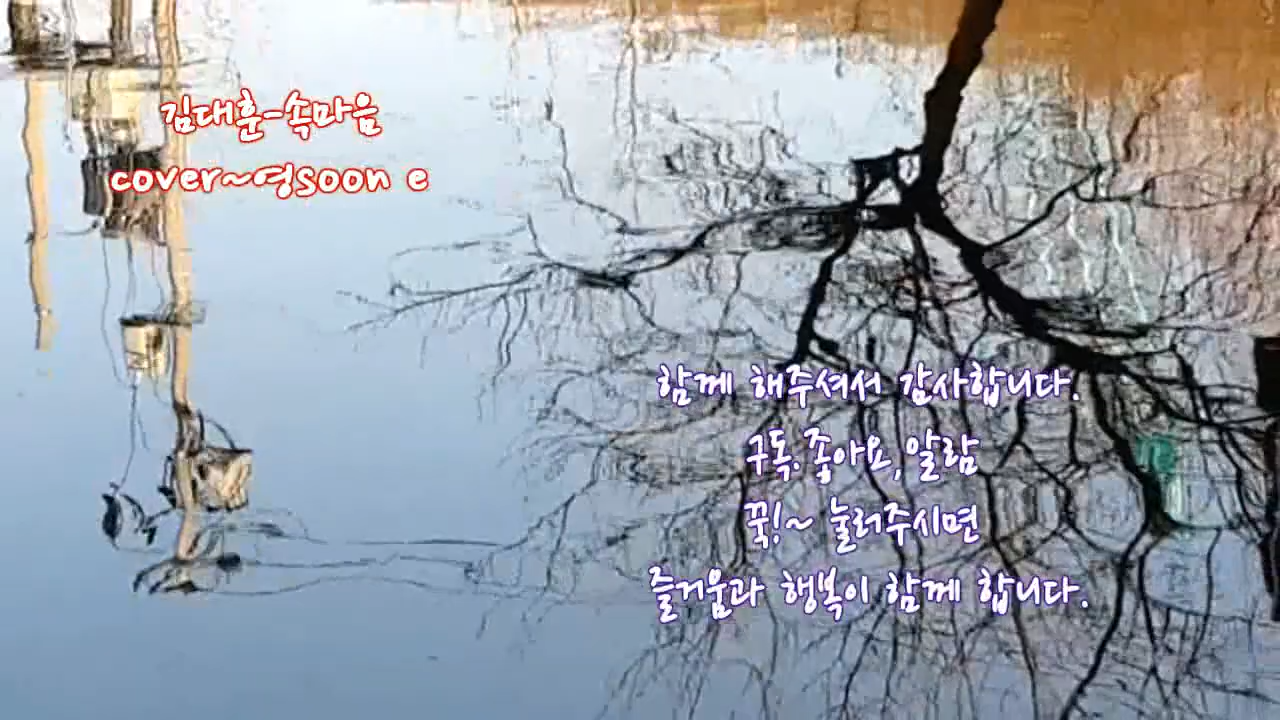 김대훈-속마음
cover~영soon e
함께 해주셔서 감사합니다.
구독.좋아요,알람
꾹!~ 눌러주시면
즐거움과 행복이 함께 합니다.